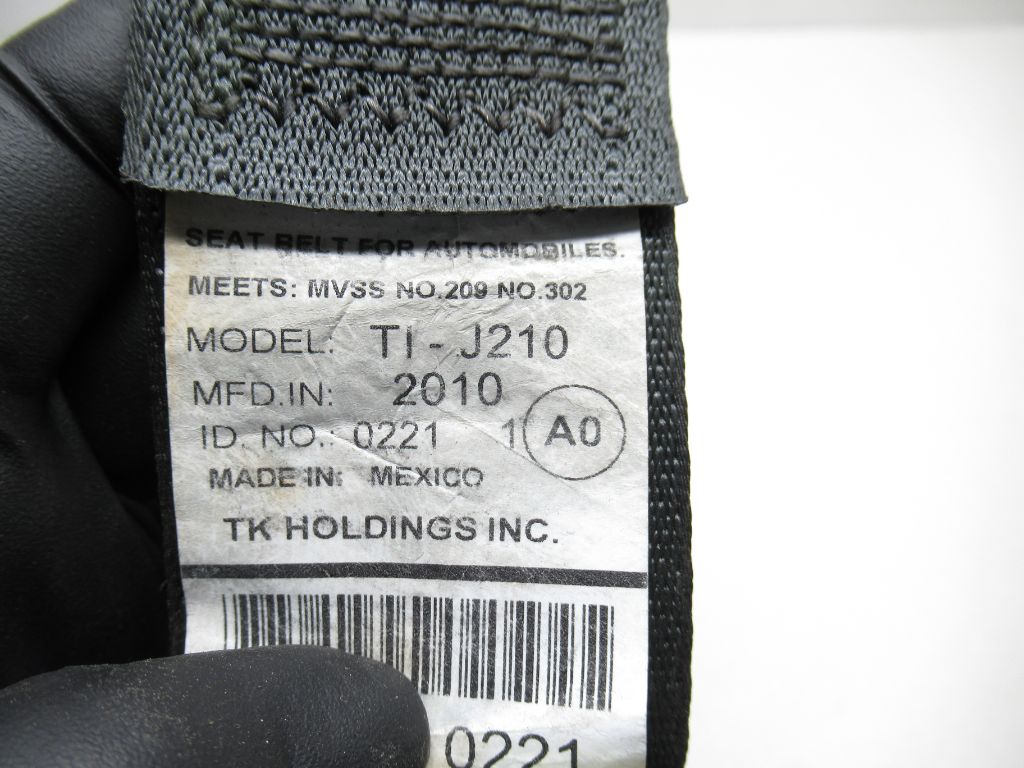 SEAT BELT FOR AUTOMOBILES.
MEETS: MVSS NO.209 NO.302
MODEL: TI - J210
MFD.IN: 2010
ID. NO.: 0221 1 A0
MADE IN: MEXICO
TK HOLDINGS INC.
0221